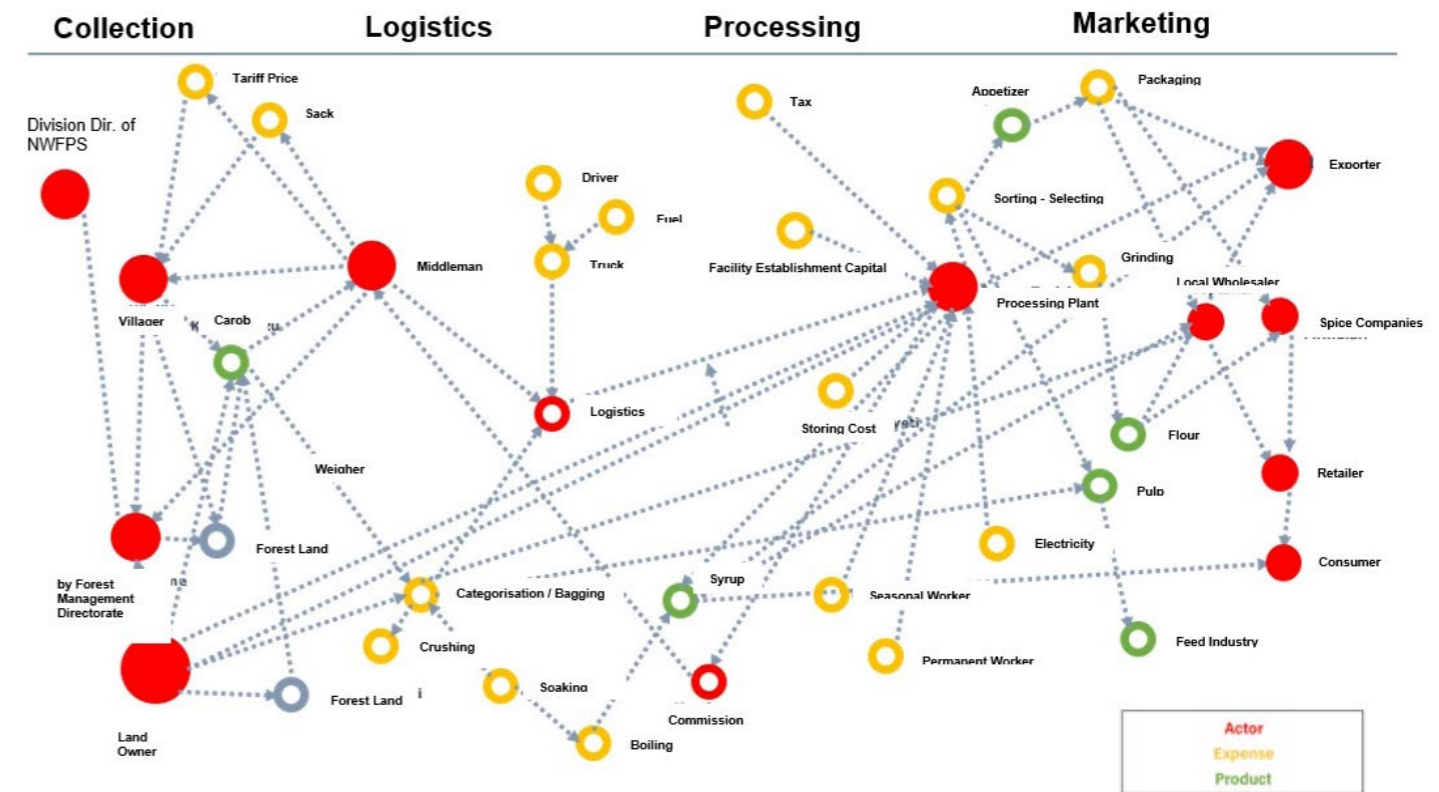 Collection
Logistics
Processing
Marketing
Tariff Price
Sack
Division Dir. of
NWFPS
Driver
Fuel
Truck
Tax
Appetizer
Packaging
Exporter
Sorting - Selecting
Middleman
Facility Establishment Capital
Grinding
Local Wholesaler
Processing Plant
Spice Companies
Villager
Carob
Logistics
Storing Cost
Flour
Weigher
Retailer
Pulp
Forest Land
Electricity
Consumer
by Forest
Management
Directorate
Categorisation / Bagging
Syrup
Seasonal Worker
Crushing
Feed Industry
Permanent Worker
Soaking
Forest Land
Commission
Land
Owner
Boiling
Actor
Expense
Product